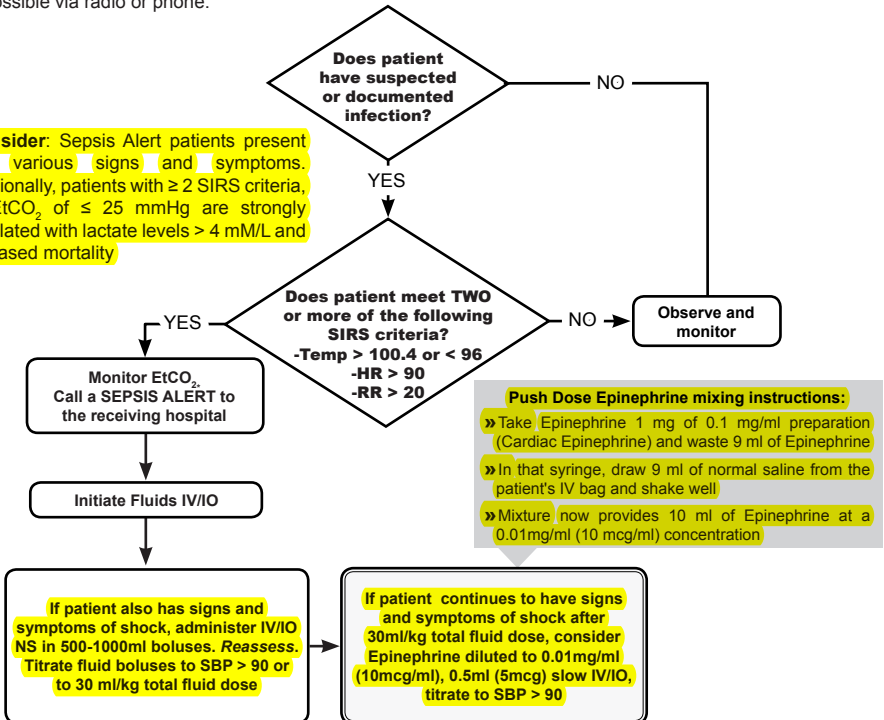 possible via radio or phone.
Does patient
have suspected
or documented
infection?
NO
YES
sider: Sepsis Alert patients present
various signs and symptoms.
ionally, patients with ≥ 2 SIRS criteria,
EtCO2 of ≤ 25 mmHg are strongly
lated with lactate levels > 4 mM/L and
ased mortality
Does patient meet TWO
or more of the following
SIRS criteria?
-Temp > 100.4 or < 96
-HR > 90
-RR > 20
YES
NO
Observe and
monitor
Monitor EtCO2.
Call a SEPSIS ALERT to
the receiving hospital
Initiate Fluids IV/IO
Push Dose Epinephrine mixing instructions:
» Take Epinephrine 1 mg of 0.1 mg/ml preparation
(Cardiac Epinephrine) and waste 9 ml of Epinephrine
» In that syringe, draw 9 ml of normal saline from the
patient's IV bag and shake well
» Mixture now provides 10 ml of Epinephrine at a
0.01mg/ml (10 mcg/ml) concentration
If patient also has signs and
symptoms of shock, administer IV/IO
NS in 500-1000ml boluses. Reassess.
Titrate fluid boluses to SBP > 90 or
to 30 ml/kg total fluid dose
If patient continues to have signs
and symptoms of shock after
30ml/kg total fluid dose, consider
Epinephrine diluted to 0.01mg/ml
(10mcg/ml), 0.5ml (5mcg) slow IV/IO,
titrate to SBP > 90